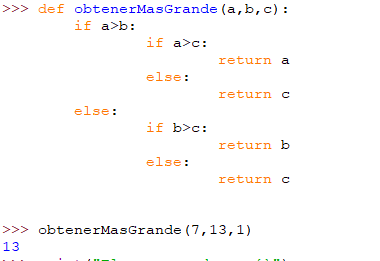 >>> def obtenerMasGrande(a,b,c):
if a>b:
if a>c:
return a
else:
return c
else:
if b>c:
return b
else:
return c
>>> obtenerMasGrande(7,13,1)
13